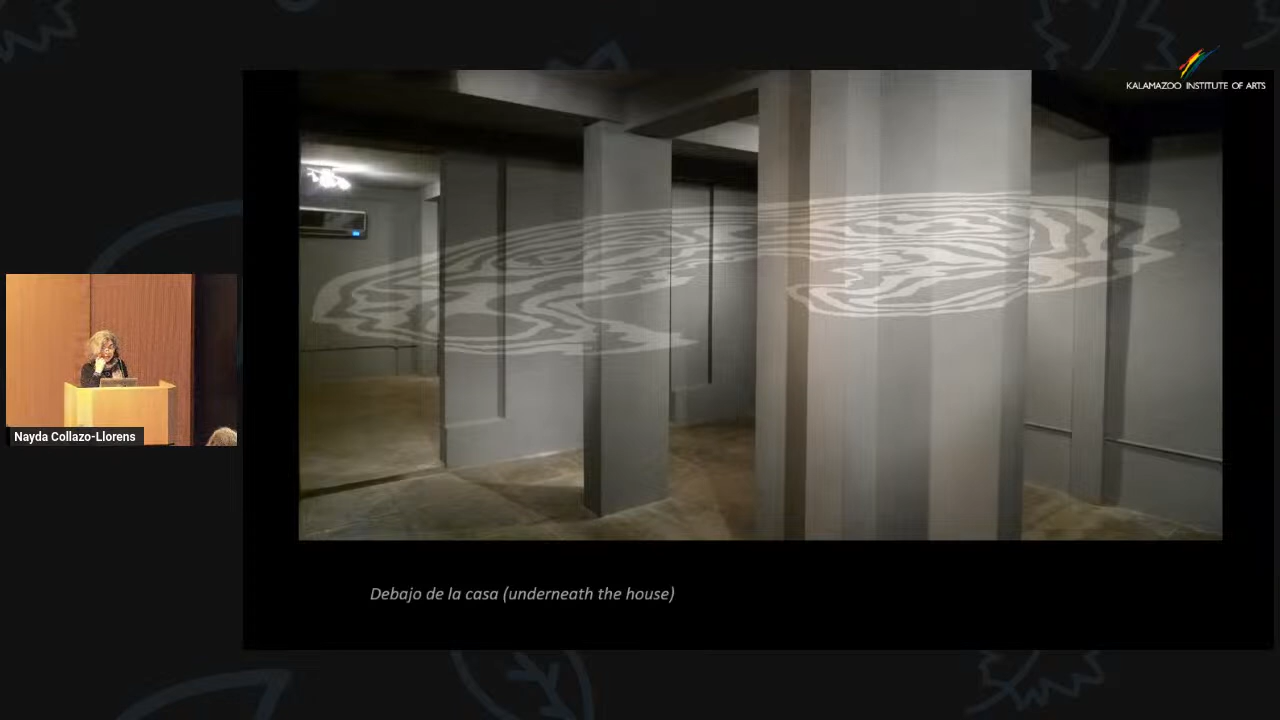 KALAMAZOO INSTITUTE OF ARTS
Nayda Collazo-Llorens
Debajo de la casa (underneath the house)